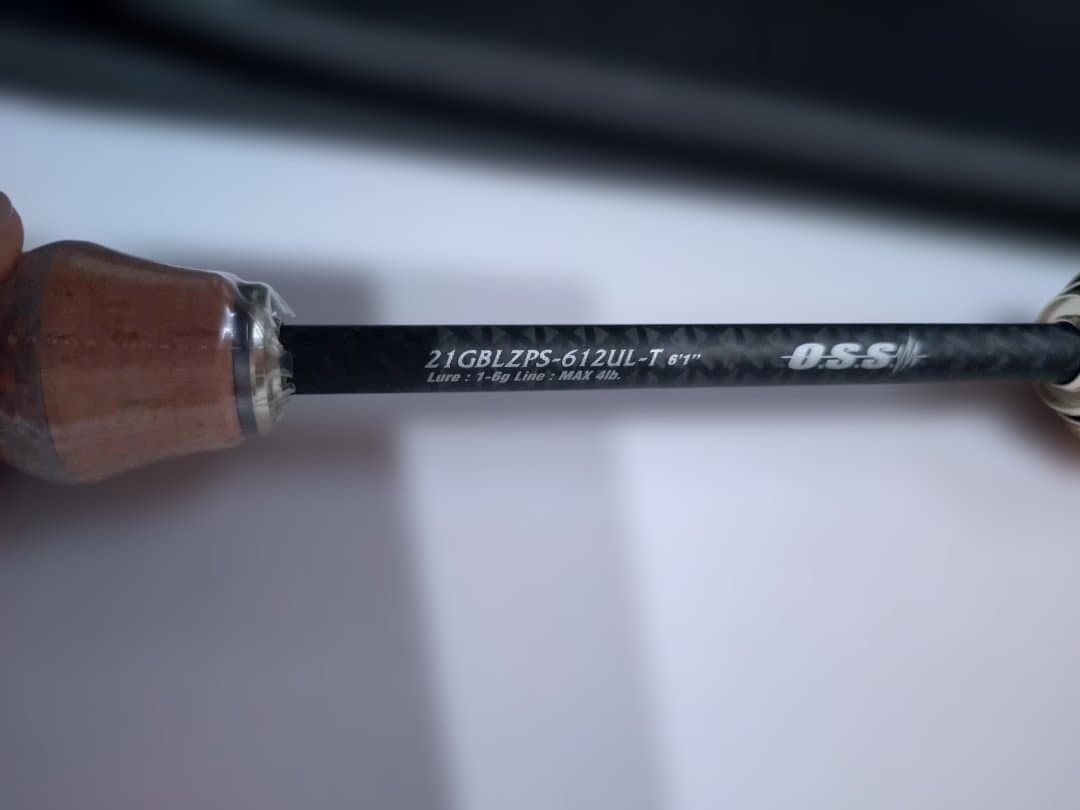 21GBLZPS-612UL-T 6'1"
Lure : 1-6g Line : MAX 4lb.
O.S.S